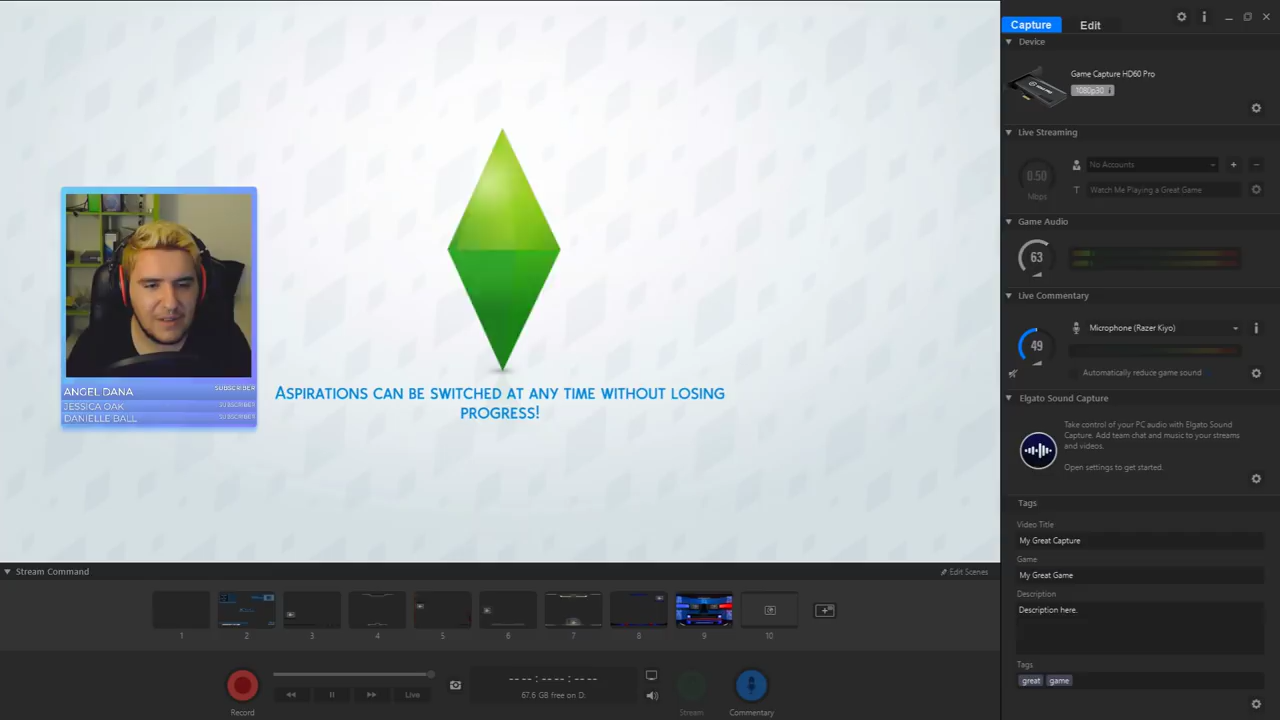 Capture
Edit
Device
Game Capture HD60 Pro
1080p30
Live Streaming
0.50
Mbps
No Accounts
Watch Me Playing a Great Game
Game Audio
63
Live Commentary
Microphone (Razer Kiyo)
49
Automatically reduce game sound
Elgato Sound Capture
Take control of your PC audio with Elgato Sound
Capture. Add team chat and music to your streams
and videos.
Open settings to get started.
Tags
Video Title
My Great Capture
Game
My Great Game
Description
Description here.
Tags
great game
ANGEL DANA SUBSCRIBER
JESSICA OAK SUBSCRIBER
DANIELLE BALL SUBSCRIBER
ASPIRATIONS CAN BE SWITCHED AT ANY TIME WITHOUT LOSING
PROGRESS!
Stream Command
Edit Scenes
1 2 3 4 5 6 7 8 9 10
Live
-- --:-- --:-- --
67.6 GB free on D:
Record
Stream
Commentary